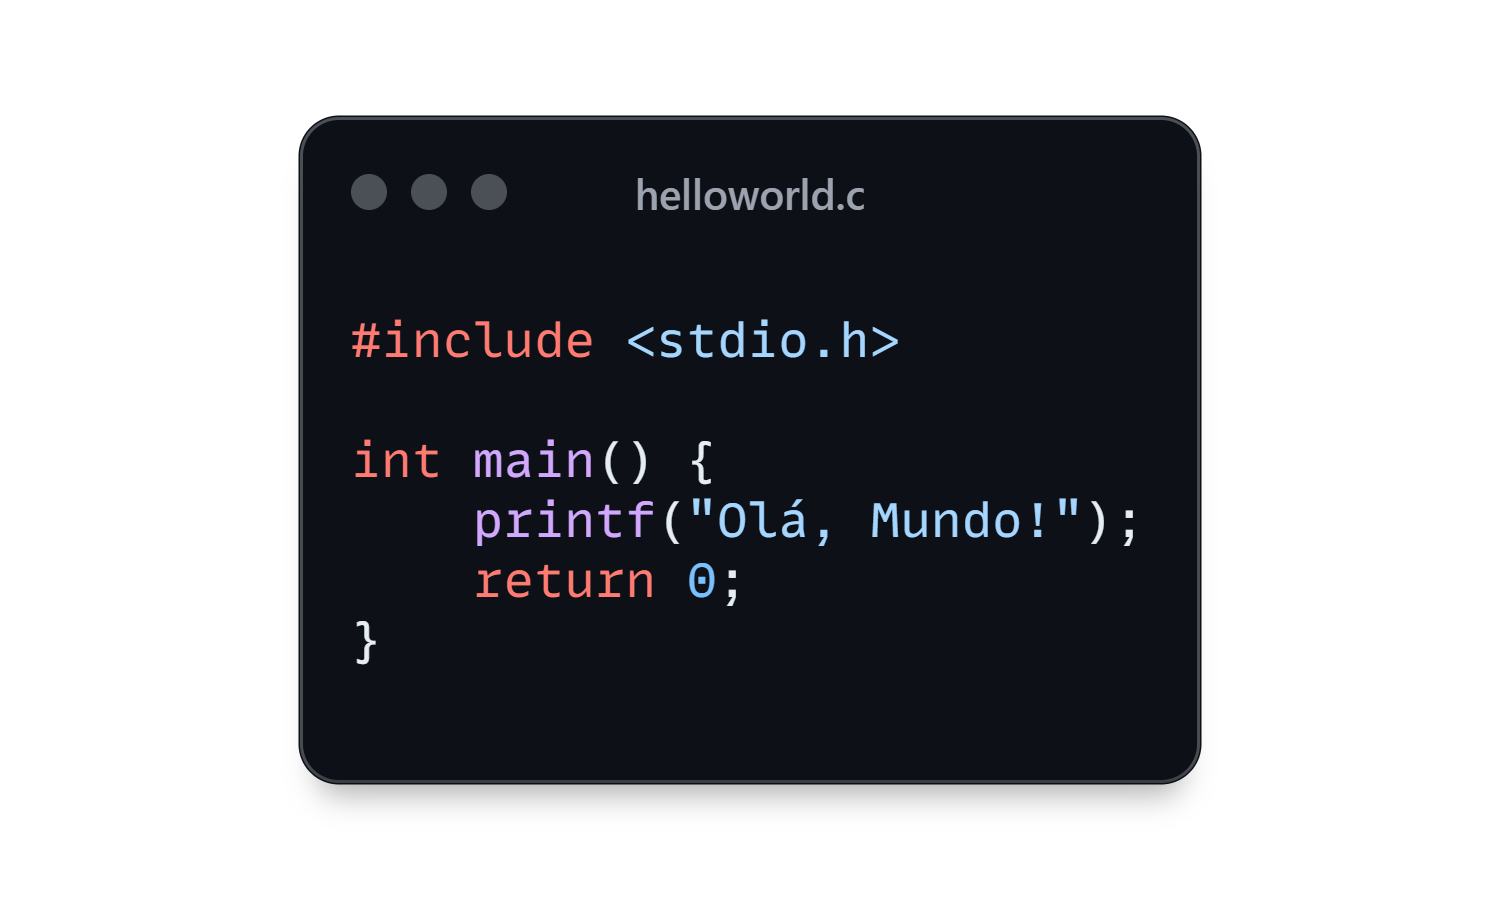 helloworld.c
#include <stdio.h>
int main() {
    printf("Olá, Mundo!");
    return 0;
}